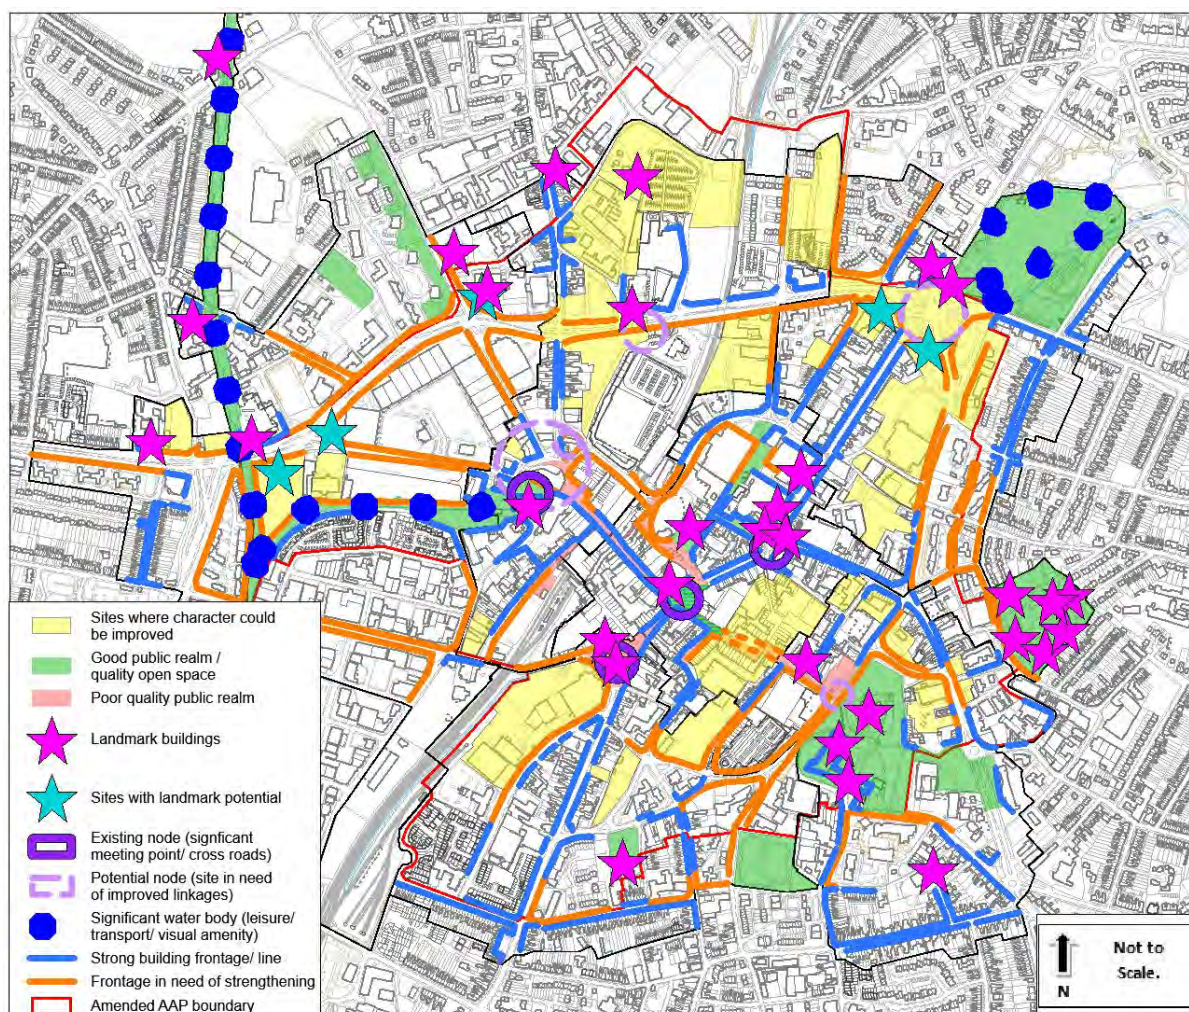 Sites where character could
be improved
Good public realm /
quality open space
Poor quality public realm
Landmark buildings
Sites with landmark potential
Existing node (signficant
meeting point/ cross roads)
Potential node (site in need
of improved linkages)
Significant water body (leisure/
transport/ visual amenity)
Strong building frontage/ line
Frontage in need of strengthening
Amended AAP boundary
Not to
Scale.
N